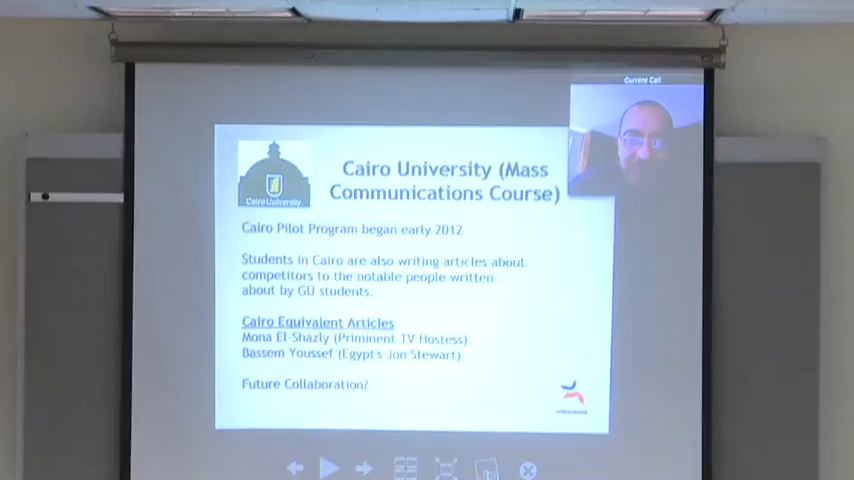 Current Call
Cairo University (Mass
Communications Course)
Cairo University
Cairo Pilot Program began early 2012
Students in Cairo are also writing articles about
competitors to the notable people written
about by GU students.
Cairo Equivalent Articles
Mona El-Shazly (Priminent TV Hostess)
Bassem Youssef (Egypt's Jon Stewart)
Future Collaboration?